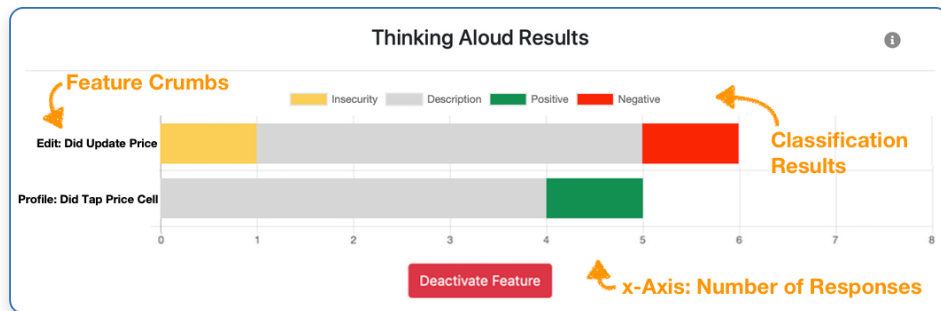 Thinking Aloud Results
Feature Crumbs
Insecurity Description Positive Negative
Edit: Did Update Price
Classification
Results
Profile: Did Tap Price Cell
0 1 2 3 4 5 6 7 8
Deactivate Feature
x-Axis: Number of Responses